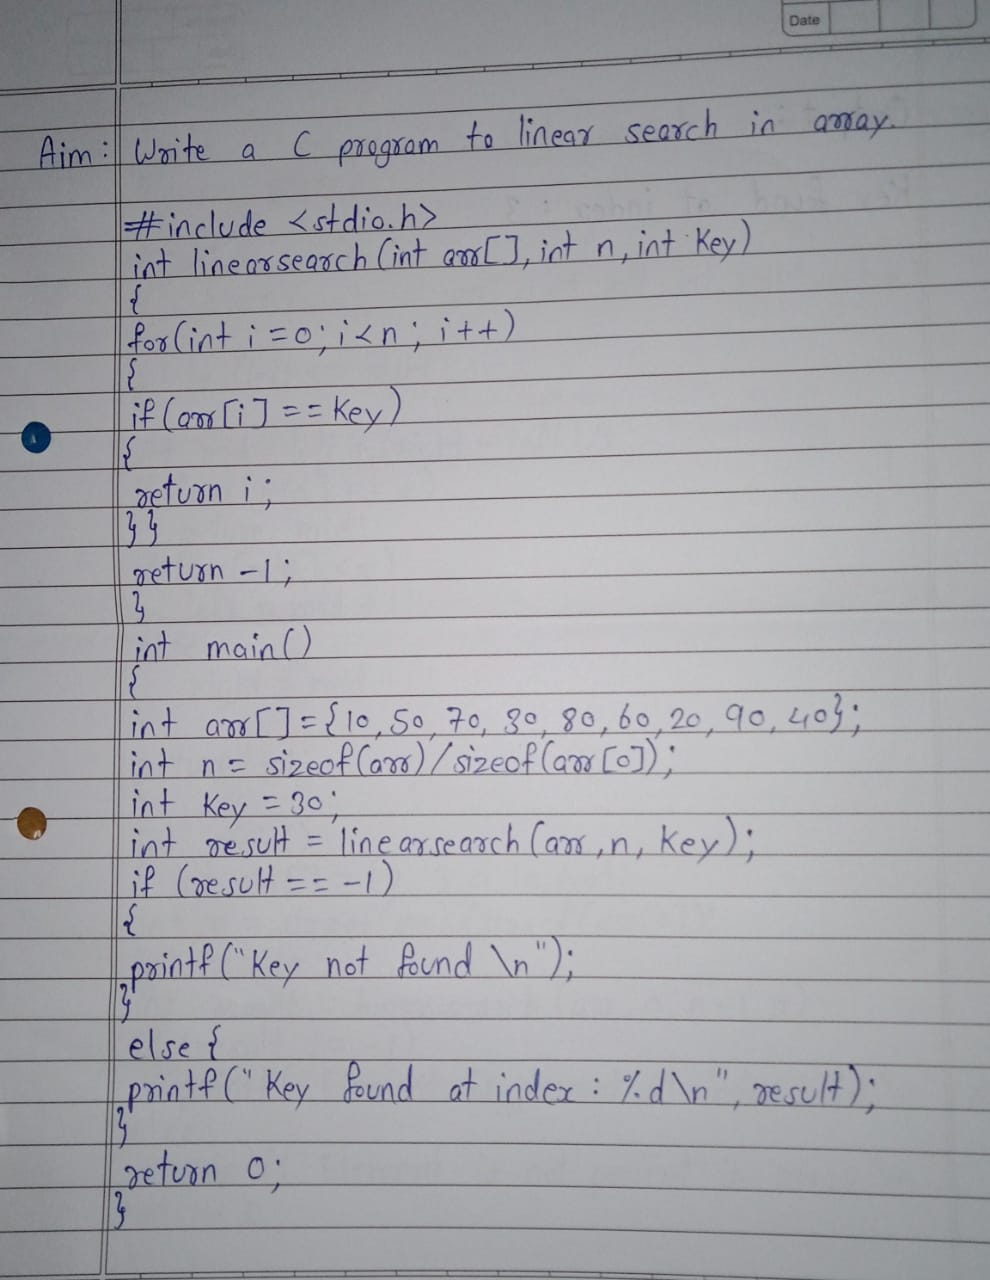 Date
Aim: Write a C program to linear search in array.
#include <stdio.h>
int linearsearch (int arr[], int n, int Key)
{
for(int i=0; i<n; i++)
{
if (arr[i] == Key)
{
return i;
}}
return -1;
}
int main()
{
int arr[]={10, 50, 70, 30, 80, 60, 20, 90, 40};
int n= sizeof(arr)/sizeof(arr[0]);
int Key =30;
int result = linearsearch (arr,n, Key);
if (result == -1)
{
printf("Key not found \n");
}
else {
printf(" Key found at index: %d\n", result);
}
return 0;
}